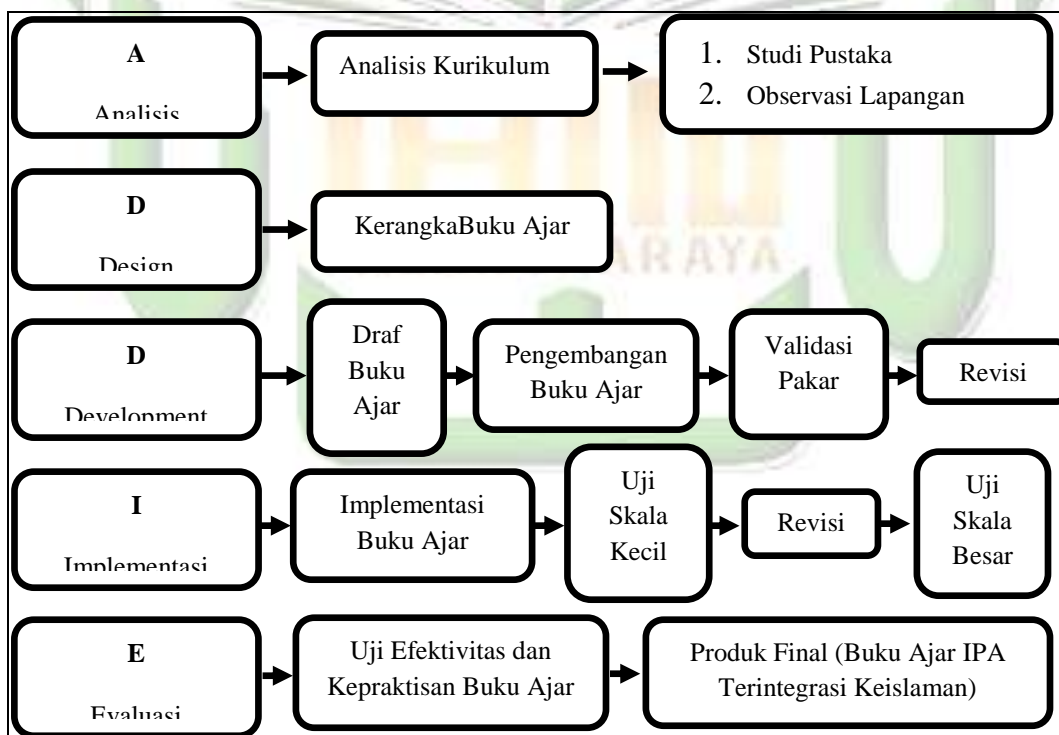 A
Analisis
Analisis Kurikulum
1. Studi Pustaka
2. Observasi Lapangan
D
Design
KerangkaBuku Ajar
ARAYA
D
Development
Draf
Buku
Ajar
Pengembangan
Buku Ajar
Validasi
Pakar
Revisi
I
Implementasi
Implementasi
Buku Ajar
Uji
Skala
Kecil
Revisi
Uji
Skala
Besar
E
Evaluasi
Uji Efektivitas dan
Kepraktisan Buku Ajar
Produk Final (Buku Ajar IPA
Terintegrasi Keislaman)